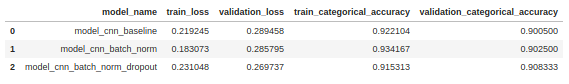 model_name train_loss validation_loss train_categorical_accuracy validation_categorical_accuracy
0 model_cnn_baseline 0.219245 0.289458 0.922104 0.900500
1 model_cnn_batch_norm 0.183073 0.285795 0.934167 0.902500
2 model_cnn_batch_norm_dropout 0.231048 0.269737 0.915313 0.908333